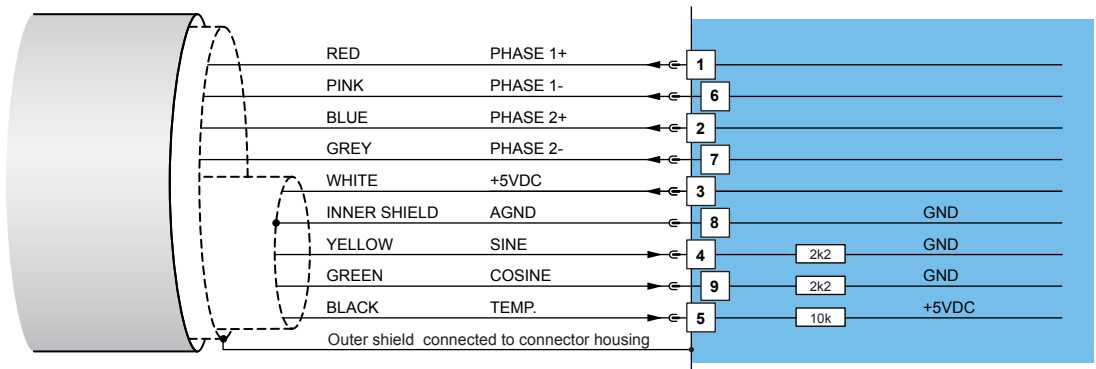 RED PHASE 1+ 1
PINK PHASE 1- 6
BLUE PHASE 2+ 2
GREY PHASE 2- 7
WHITE +5VDC 3
INNER SHIELD AGND 8 GND
YELLOW SINE 4 2k2 GND
GREEN COSINE 9 2k2 GND
BLACK TEMP. 5 10k +5VDC
Outer shield connected to connector housing